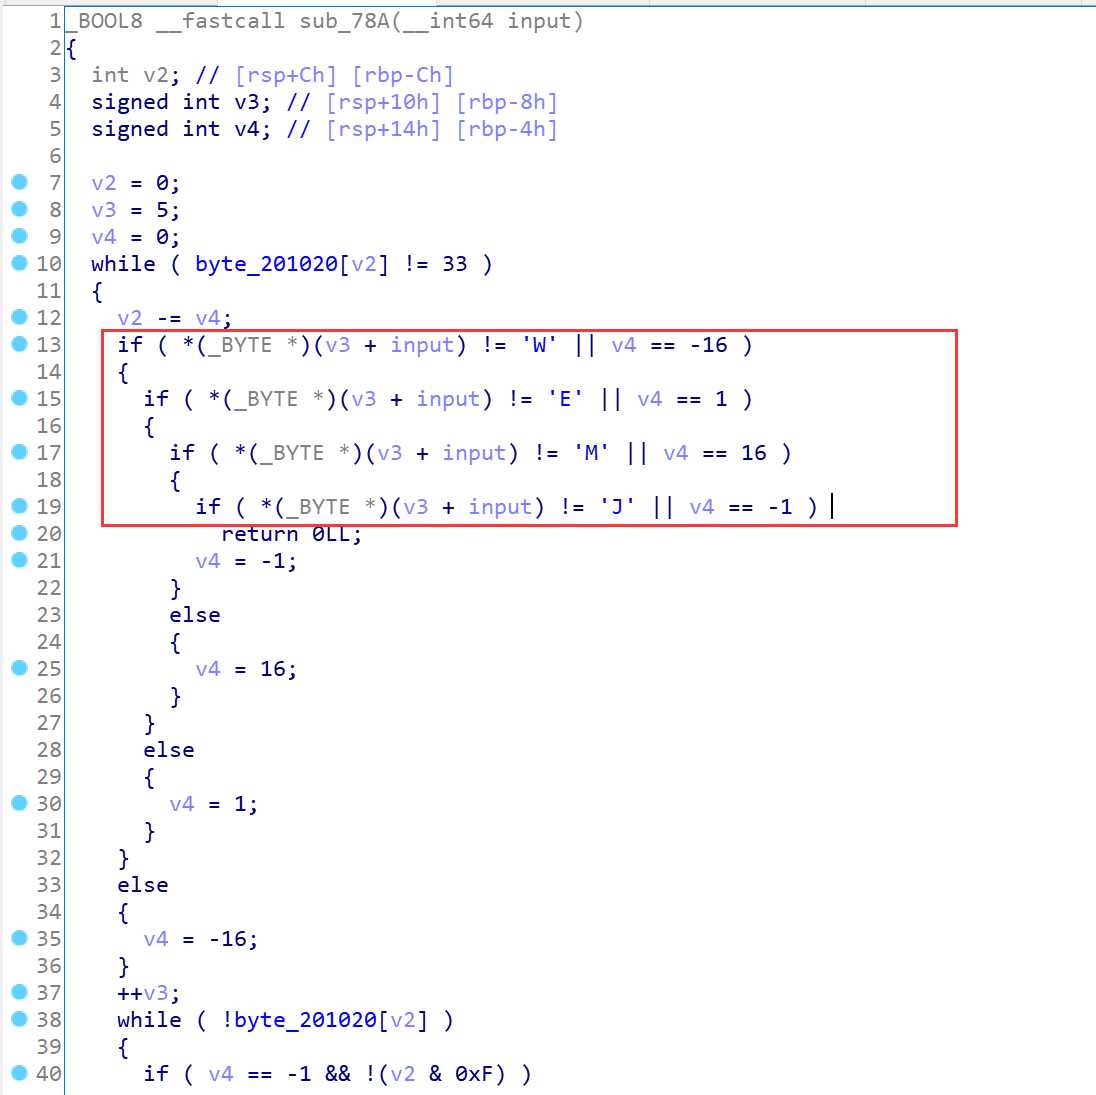 1 _BOOL8 __fastcall sub_78A(__int64 input)
2 {
3   int v2; // [rsp+Ch] [rbp-Ch]
4   signed int v3; // [rsp+10h] [rbp-8h]
5   signed int v4; // [rsp+14h] [rbp-4h]
6
7   v2 = 0;
8   v3 = 5;
9   v4 = 0;
10   while ( byte_201020[v2] != 33 )
11   {
12     v2 -= v4;
13     if ( *(_BYTE *)(v3 + input) != 'W' || v4 == -16 )
14     {
15       if ( *(_BYTE *)(v3 + input) != 'E' || v4 == 1 )
16       {
17         if ( *(_BYTE *)(v3 + input) != 'M' || v4 == 16 )
18         {
19           if ( *(_BYTE *)(v3 + input) != 'J' || v4 == -1 )
20             return 0LL;
21           v4 = -1;
22         }
23         else
24         {
25           v4 = 16;
26         }
27       }
28       else
29       {
30         v4 = 1;
31       }
32     }
33     else
34     {
35       v4 = -16;
36     }
37     ++v3;
38     while ( !byte_201020[v2] )
39     {
40       if ( v4 == -1 && !(v2 & 0xF) )